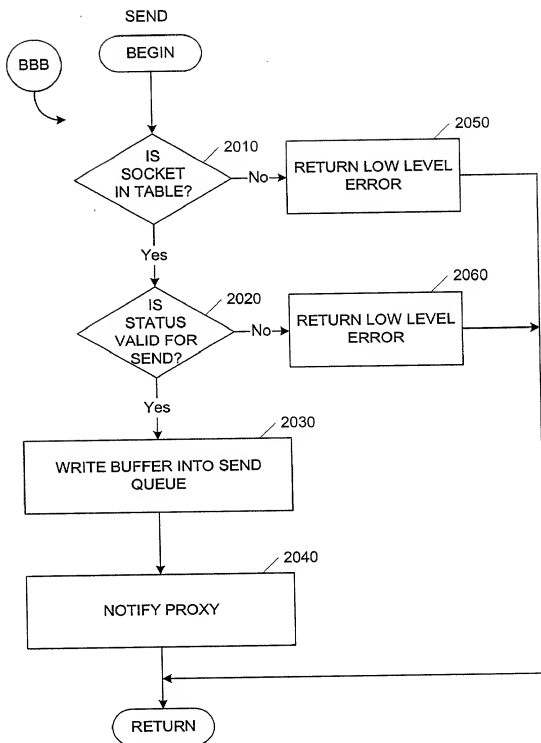 SEND
BEGIN
BBB
2010
IS
SOCKET
IN TABLE?
No
2050
RETURN LOW LEVEL
ERROR
Yes
2020
IS
STATUS
VALID FOR
SEND?
No
2060
RETURN LOW LEVEL
ERROR
Yes
2030
WRITE BUFFER INTO SEND
QUEUE
2040
NOTIFY PROXY
RETURN